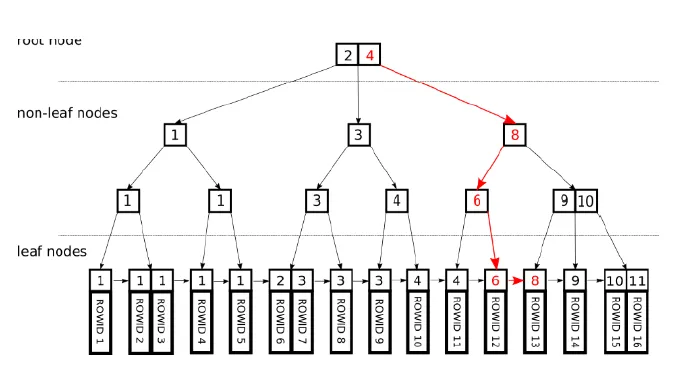 root node
2 4
non-leaf nodes
1 3 8
1 1 3 4 6 9 10
leaf nodes
1 1 1 1 1 2 3 3 3 4 4 6 8 9 10 11
ROWID 1 ROWID 2 ROWID 3 ROWID 4 ROWID 5 ROWID 6 ROWID 7 ROWID 8 ROWID 9 ROWID 10 ROWID 11 ROWID 12 ROWID 13 ROWID 14 ROWID 15 ROWID 16